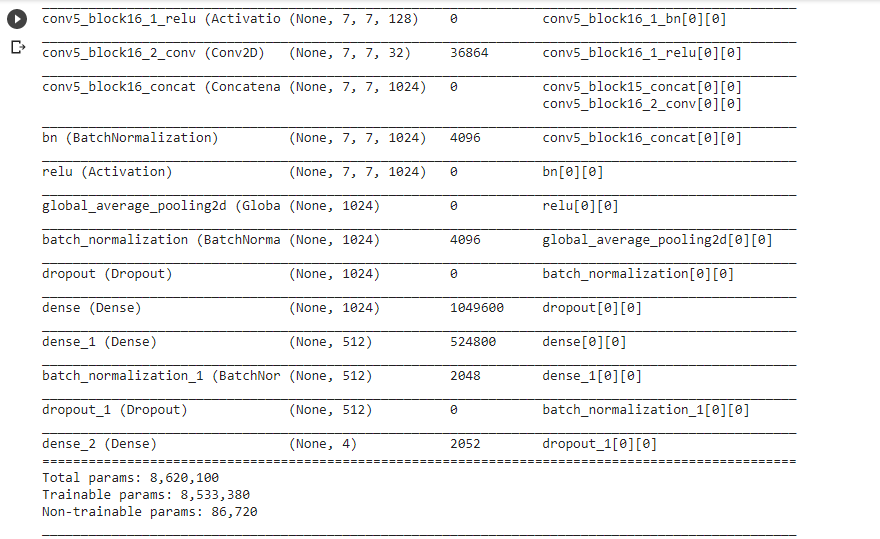 conv5_block16_1_relu (Activatio (None, 7, 7, 128) 0 conv5_block16_1_bn[0][0]
conv5_block16_2_conv (Conv2D) (None, 7, 7, 32) 36864 conv5_block16_1_relu[0][0]
conv5_block16_concat (Concatena (None, 7, 7, 1024) 0 conv5_block15_concat[0][0]
conv5_block16_2_conv[0][0]
bn (BatchNormalization) (None, 7, 7, 1024) 4096 conv5_block16_concat[0][0]
relu (Activation) (None, 7, 7, 1024) 0 bn[0][0]
global_average_pooling2d (Globa (None, 1024) 0 relu[0][0]
batch_normalization (BatchNorma (None, 1024) 4096 global_average_pooling2d[0][0]
dropout (Dropout) (None, 1024) 0 batch_normalization[0][0]
dense (Dense) (None, 1024) 1049600 dropout[0][0]
dense_1 (Dense) (None, 512) 524800 dense[0][0]
batch_normalization_1 (BatchNor (None, 512) 2048 dense_1[0][0]
dropout_1 (Dropout) (None, 512) 0 batch_normalization_1[0][0]
dense_2 (Dense) (None, 4) 2052 dropout_1[0][0]
Total params: 8,620,100
Trainable params: 8,533,380
Non-trainable params: 86,720